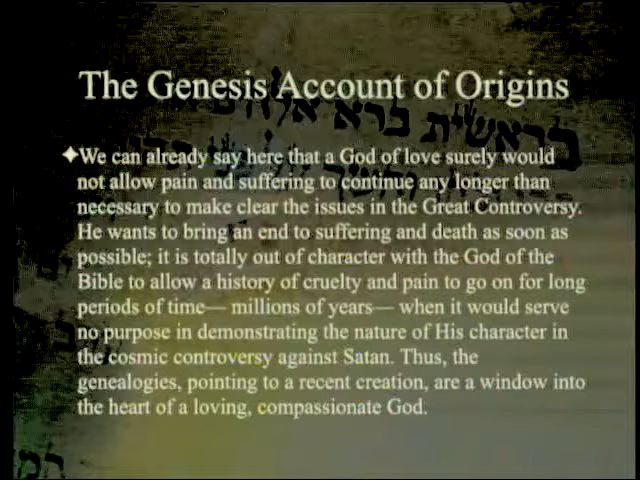 The Genesis Account of Origins
בראשית ברא אלהים
✦We can already say here that a God of love surely would
not allow pain and suffering to continue any longer than
necessary to make clear the issues in the Great Controversy.
He wants to bring an end to suffering and death as soon as
possible; it is totally out of character with the God of the
Bible to allow a history of cruelty and pain to go on for long
periods of time— millions of years— when it would serve
no purpose in demonstrating the nature of His character in
the cosmic controversy against Satan. Thus, the
genealogies, pointing to a recent creation, are a window into
the heart of a loving, compassionate God.